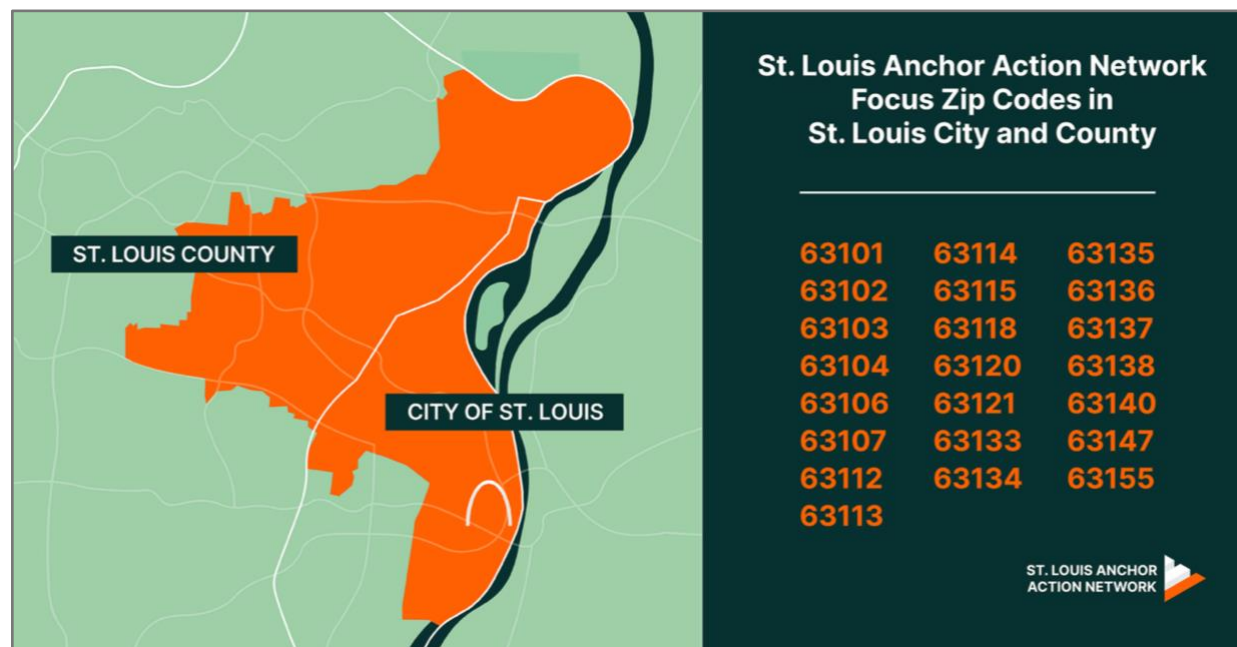 St. Louis Anchor Action Network
Focus Zip Codes in
St. Louis City and County
ST. LOUIS COUNTY
CITY OF ST. LOUIS
63101 63114 63135
63102 63115 63136
63103 63118 63137
63104 63120 63138
63106 63121 63140
63107 63133 63147
63112 63134 63155
63113
ST. LOUIS ANCHOR
ACTION NETWORK